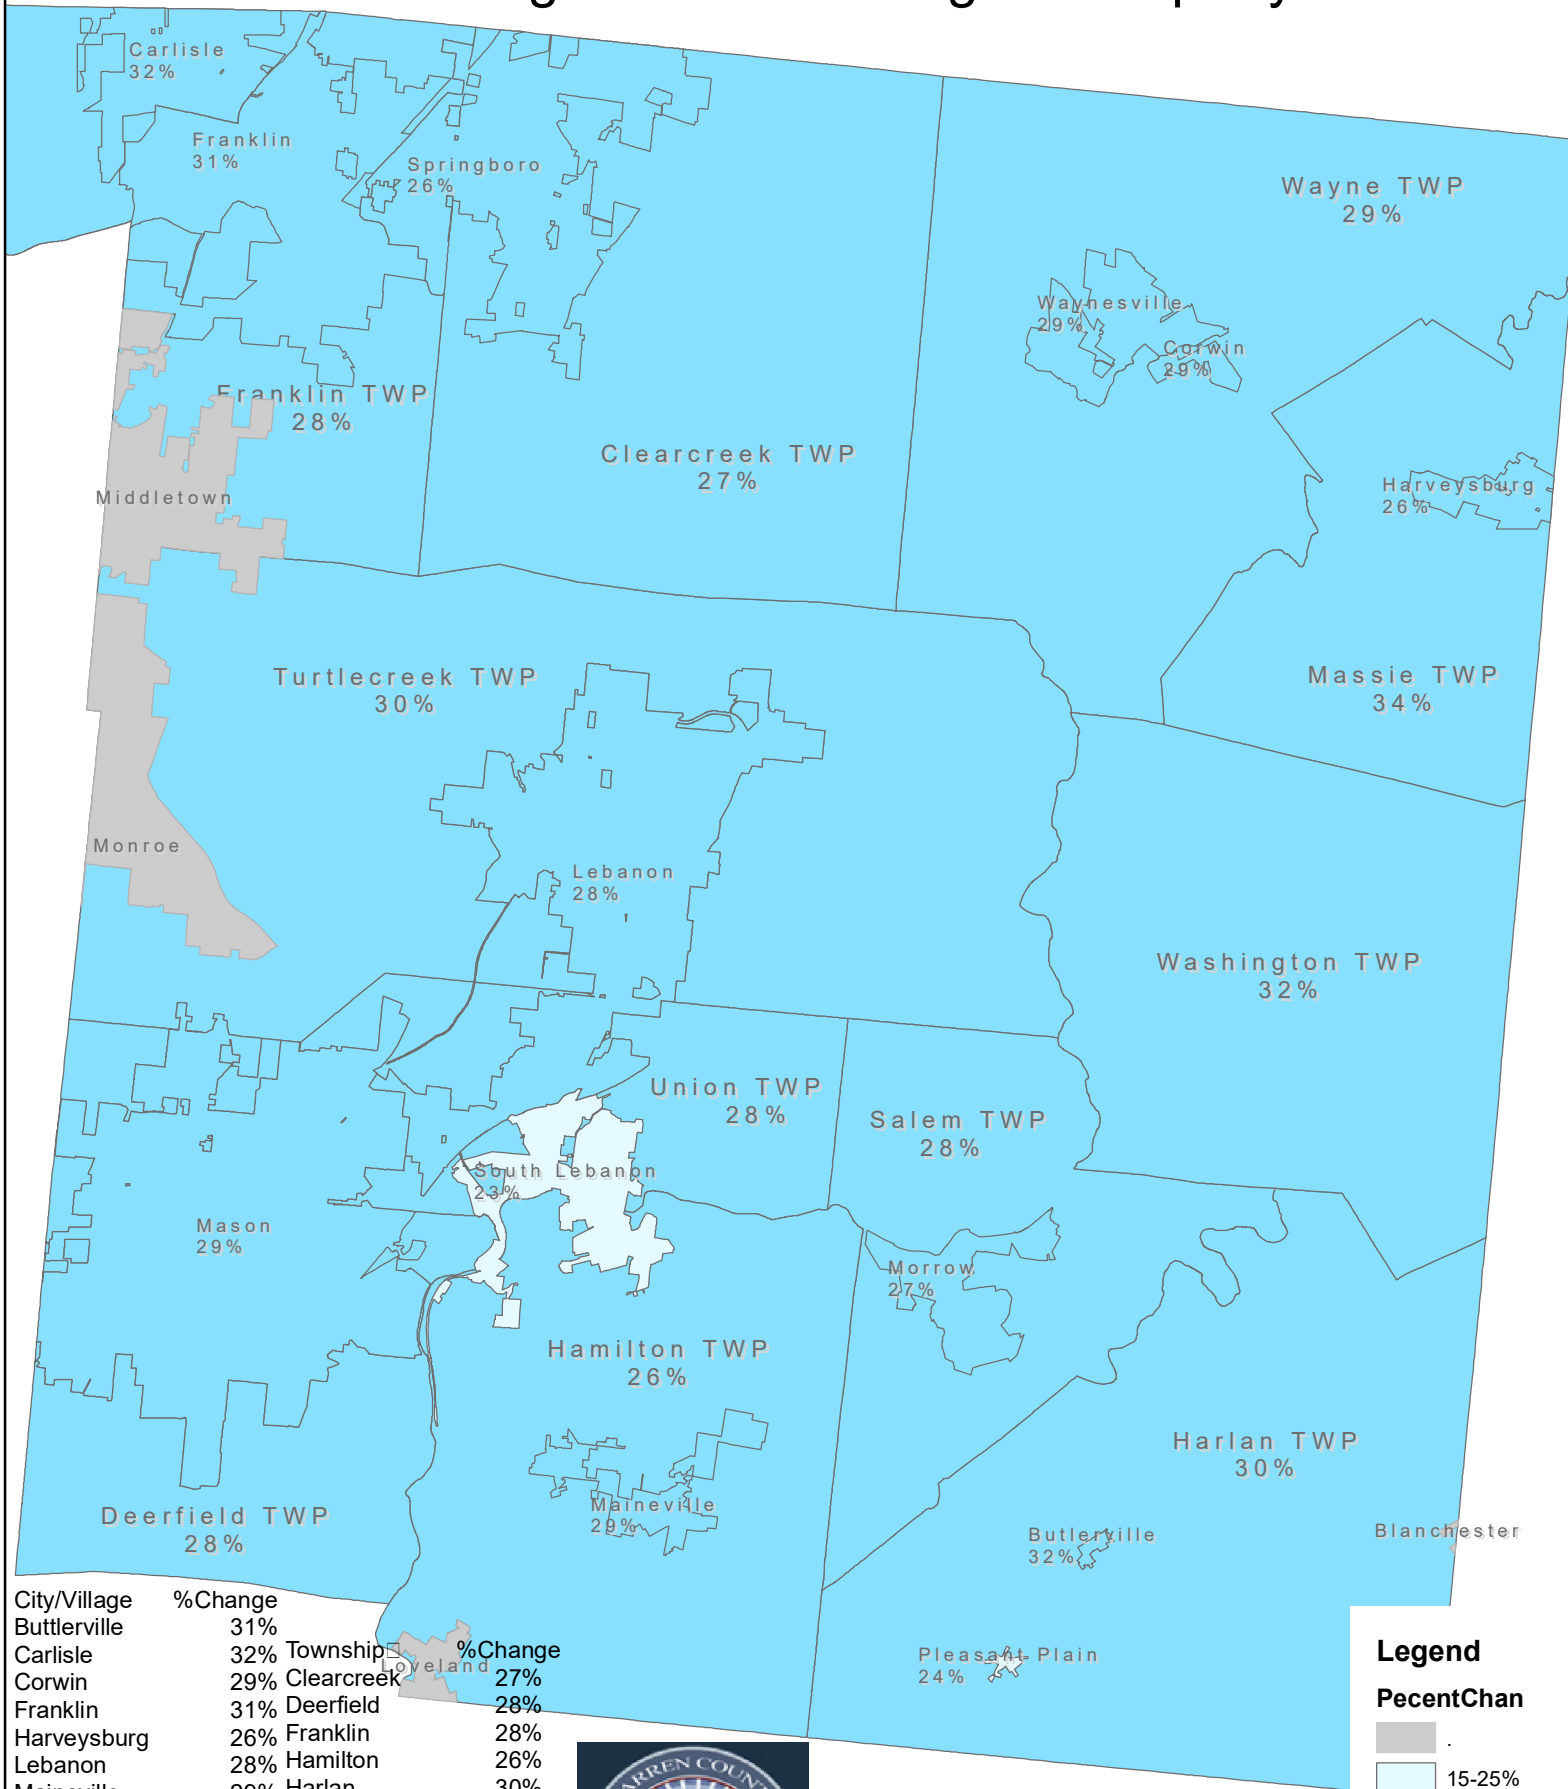 Carlisle
32%
Franklin
31%
Springboro
26%
Wayne TWP
29%
Waynesville
29%
Corwin
29%
Franklin TWP
28%
Clearcreek TWP
27%
Middletown
Harveysburg
26%
Turtlecreek TWP
30%
Massie TWP
34%
Monroe
Lebanon
28%
Washington TWP
32%
Union TWP
28%
Salem TWP
28%
South Lebanon
23%
Mason
29%
Morrow
27%
Hamilton TWP
26%
Harlan TWP
30%
Maineville
29%
Deerfield TWP
28%
Butlerville
32%
Blanchester
Loveland
Pleasant Plain
24%
City/Village %Change
Buttlerville 31%
Carlisle 32%
Corwin 29%
Franklin 31%
Harveysburg 26%
Lebanon 28%
Township %Change
Clearcreek 27%
Deerfield 28%
Franklin 28%
Hamilton 26%
Harlan 30%
Legend
PecentChan
.
15-25%